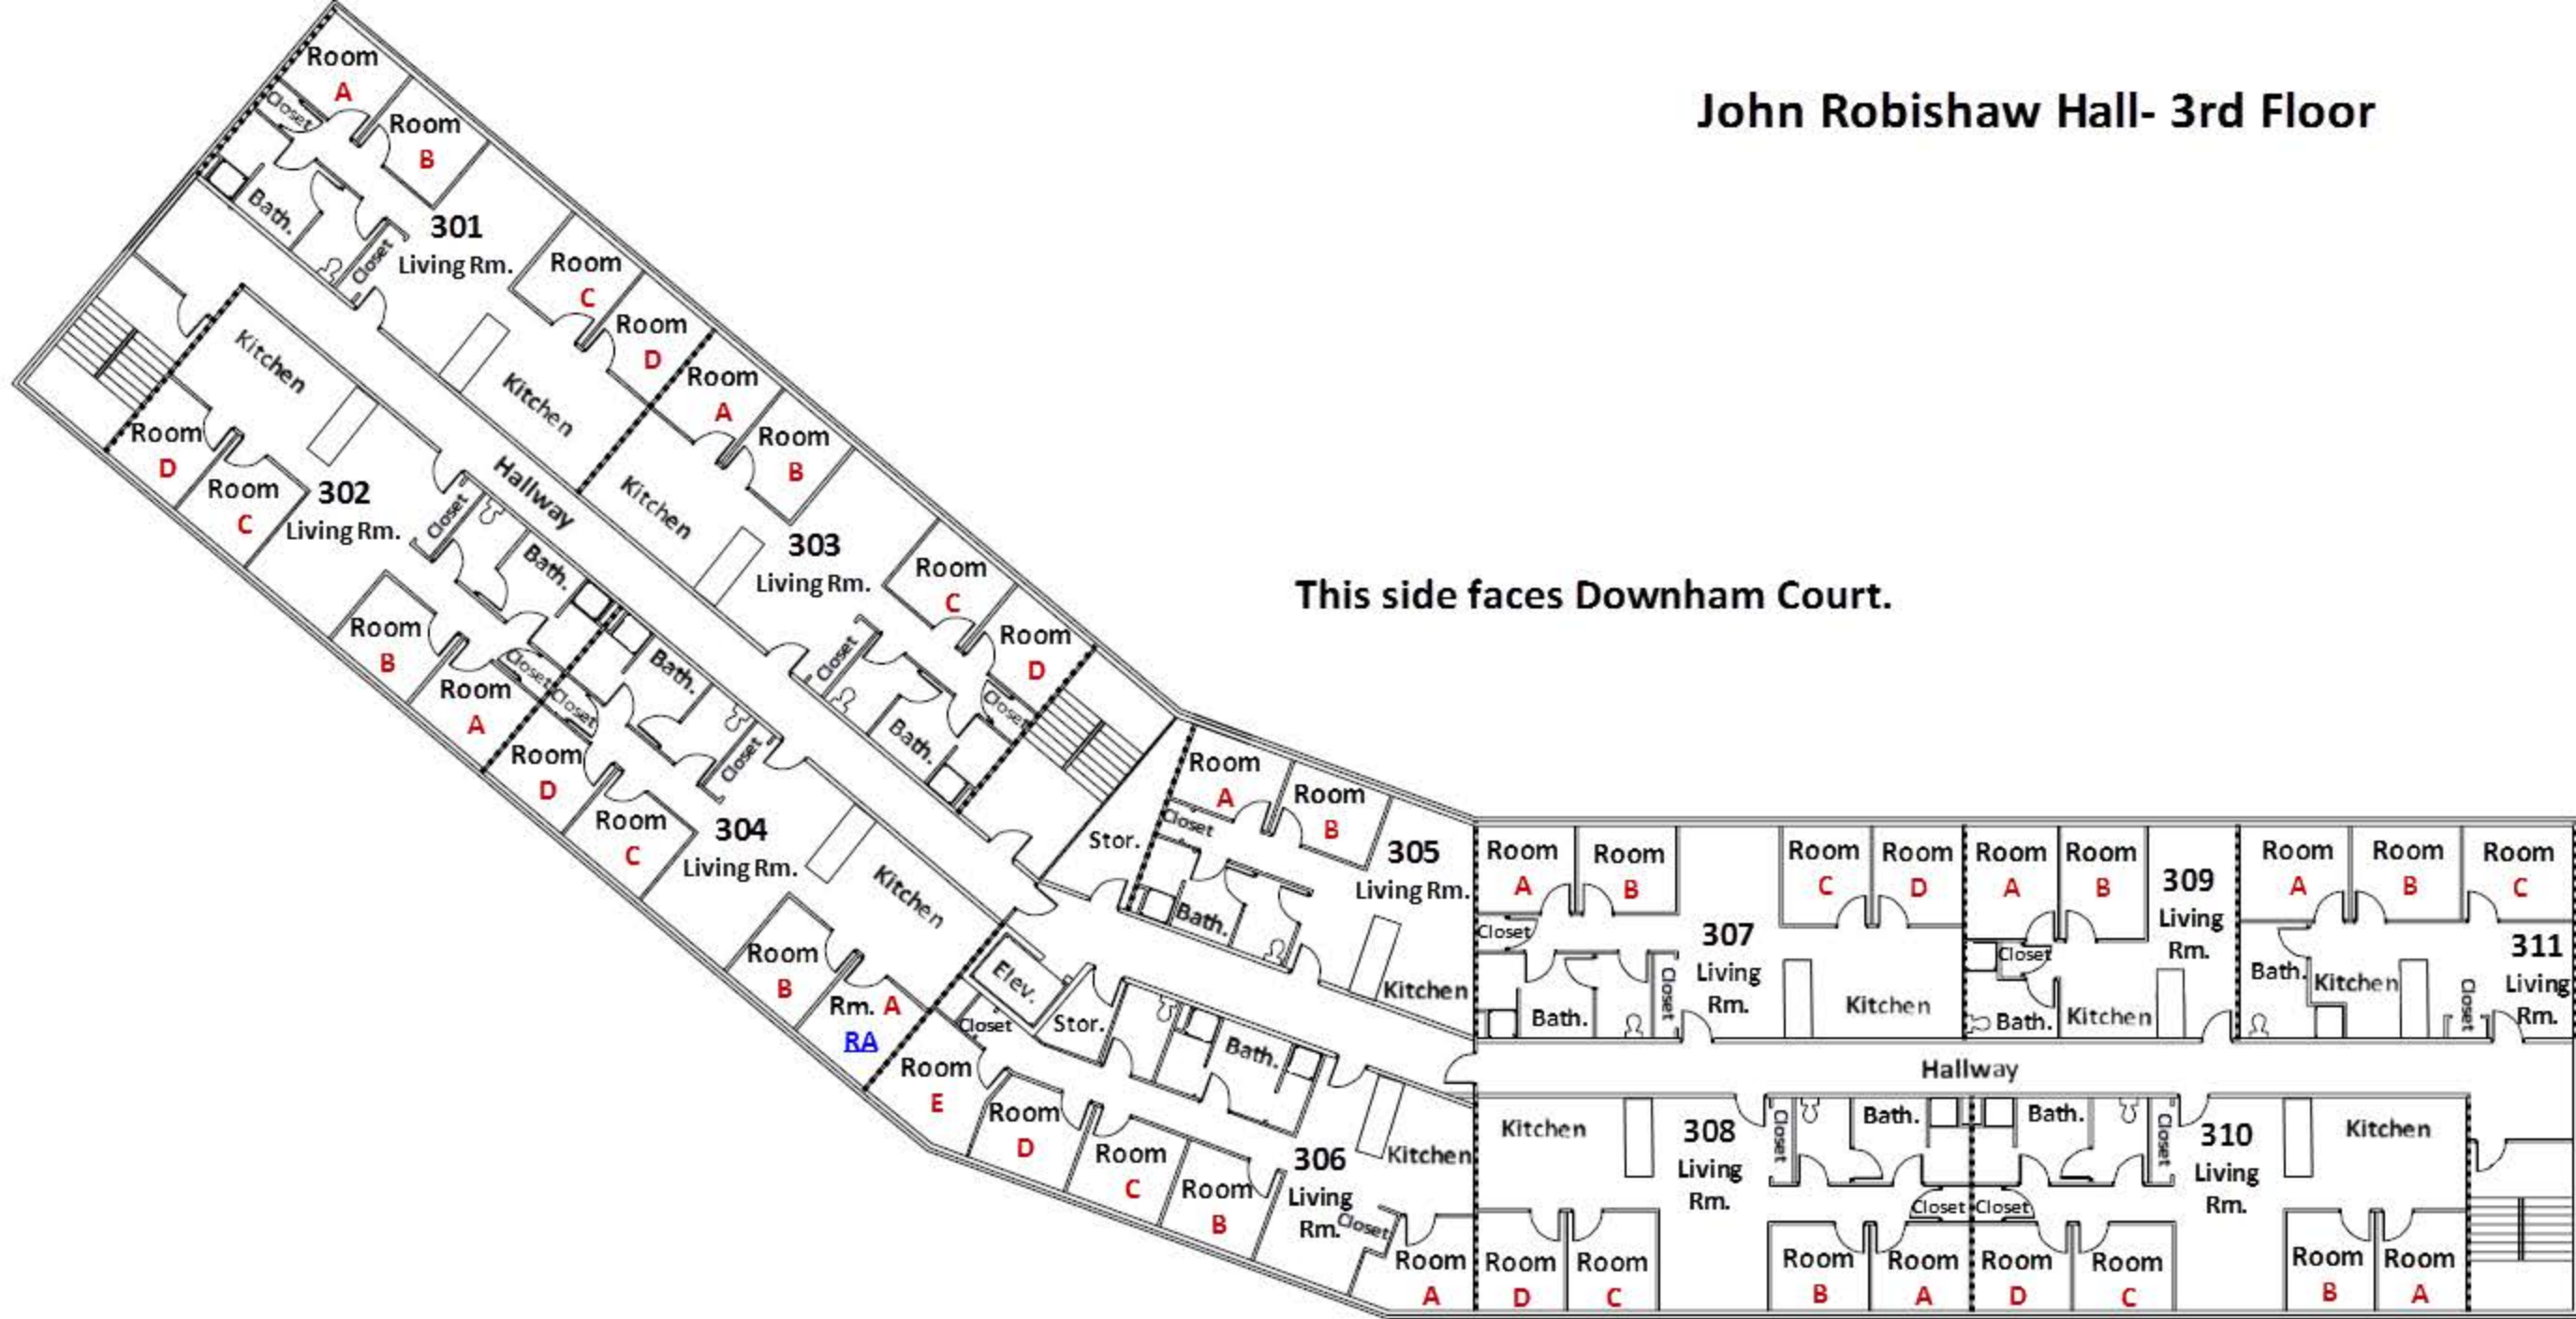 John Robishaw Hall- 3rd Floor
This side faces Downham Court.
Room
A
Closet
Room
B
Bath.
Closet
301
Living Rm.
Room
C
Room
D
Kitchen
Kitchen
Room
D
Room
C
302
Living Rm.
Closet
Bath.
Room
B
Room
A
Closet
Hallway
Room
A
Room
B
Kitchen
303
Living Rm.
Room
C
Room
D
Closet
Closet
Bath.
Bath.
Closet
Closet
Room
D
Room
C
304
Living Rm.
Kitchen
Room
B
Rm. A
RA
Stor.
Room
A
Room
B
Closet
Bath.
305
Living Rm.
Kitchen
Elev.
Stor.
Closet
Bath.
Room
E
Room
D
Room
C
Room
B
306
Living
Rm.
Closet
Kitchen
Room
A
Room
A
Room
B
Closet
Bath.
Closet
307
Living
Rm.
Room
C
Room
D
Kitchen
Room
A
Room
B
Closet
Bath.
Kitchen
309
Living
Rm.
Room
A
Room
B
Room
C
Bath.
Kitchen
Closet
311
Living
Rm.
Hallway
Kitchen
308
Living
Rm.
Closet
Bath.
Closet
Room
D
Room
C
Room
B
Room
A
Bath.
Closet
Closet
310
Living
Rm.
Kitchen
Room
D
Room
C
Room
B
Room
A